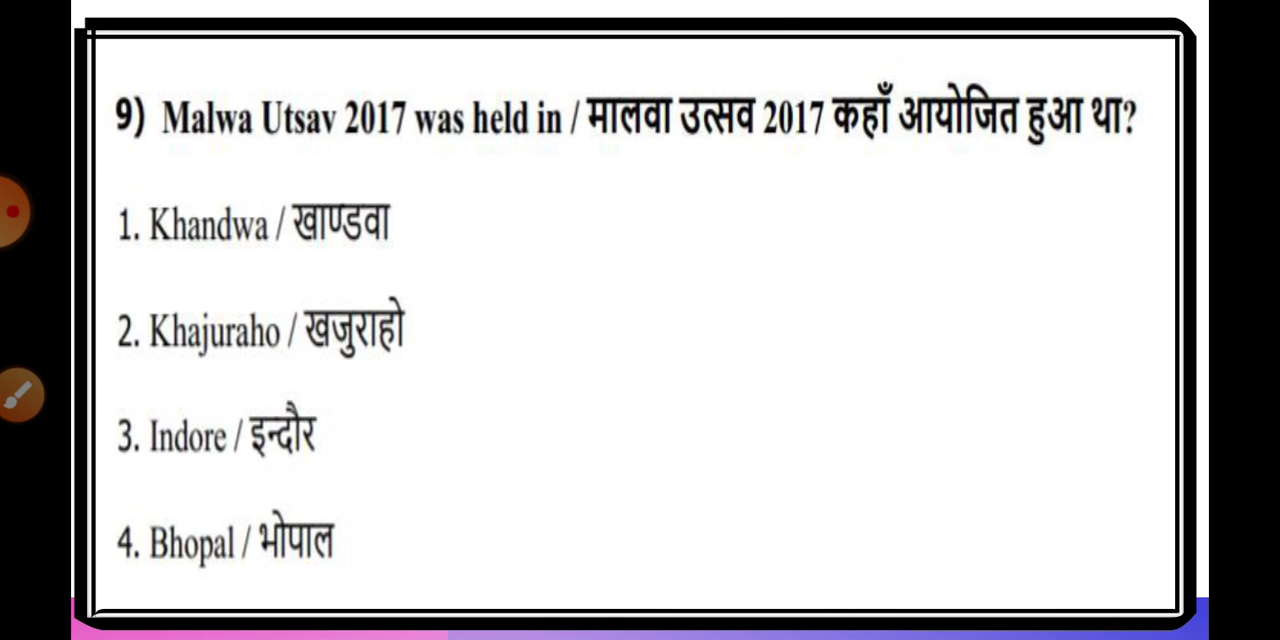 9) Malwa Utsav 2017 was held in / मालवा उत्सव 2017 कहाँ आयोजित हुआ था?
1. Khandwa / खाण्डवा
2. Khajuraho / खजुराहो
3. Indore / इन्दौर
4. Bhopal / भोपाल